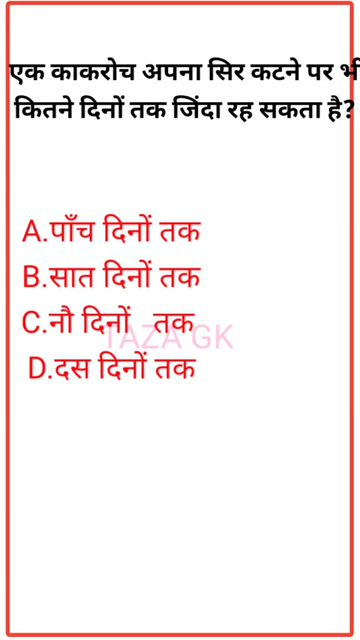 एक काकरोच अपना सिर कटने पर भी
कितने दिनों तक जिंदा रह सकता है?
A.पाँच दिनों तक
B.सात दिनों तक
C.नौ दिनों तक
TAZA GK
D.दस दिनों तक